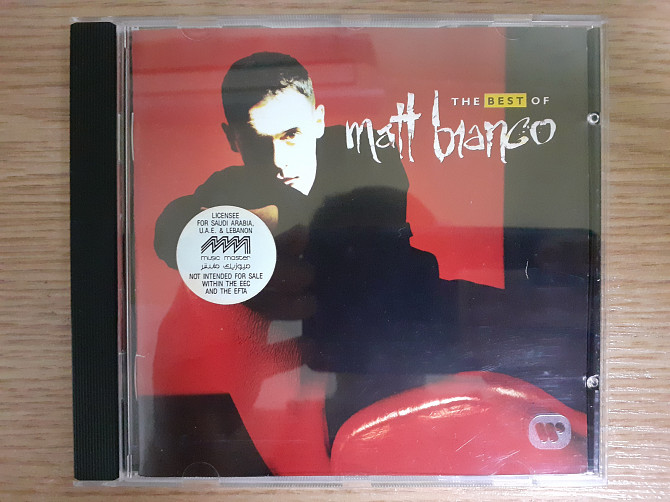 THE BEST OF
matt bianco
LICENSEE
FOR SAUDI ARABIA,
U.A.E. & LEBANON
music master
ميوزيك ماستر
NOT INTENDED FOR SALE
WITHIN THE EEC
AND THE EFTA